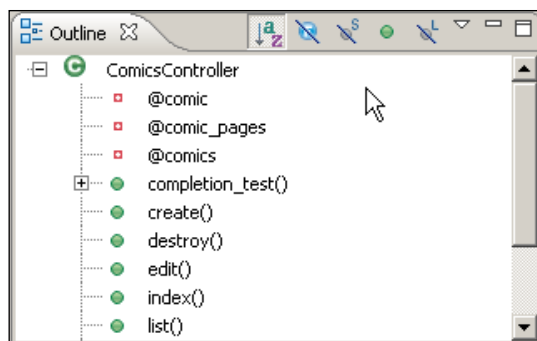 Outline
ComicsController
@comic
@comic_pages
@comics
completion_test()
create()
destroy()
edit()
index()
list()